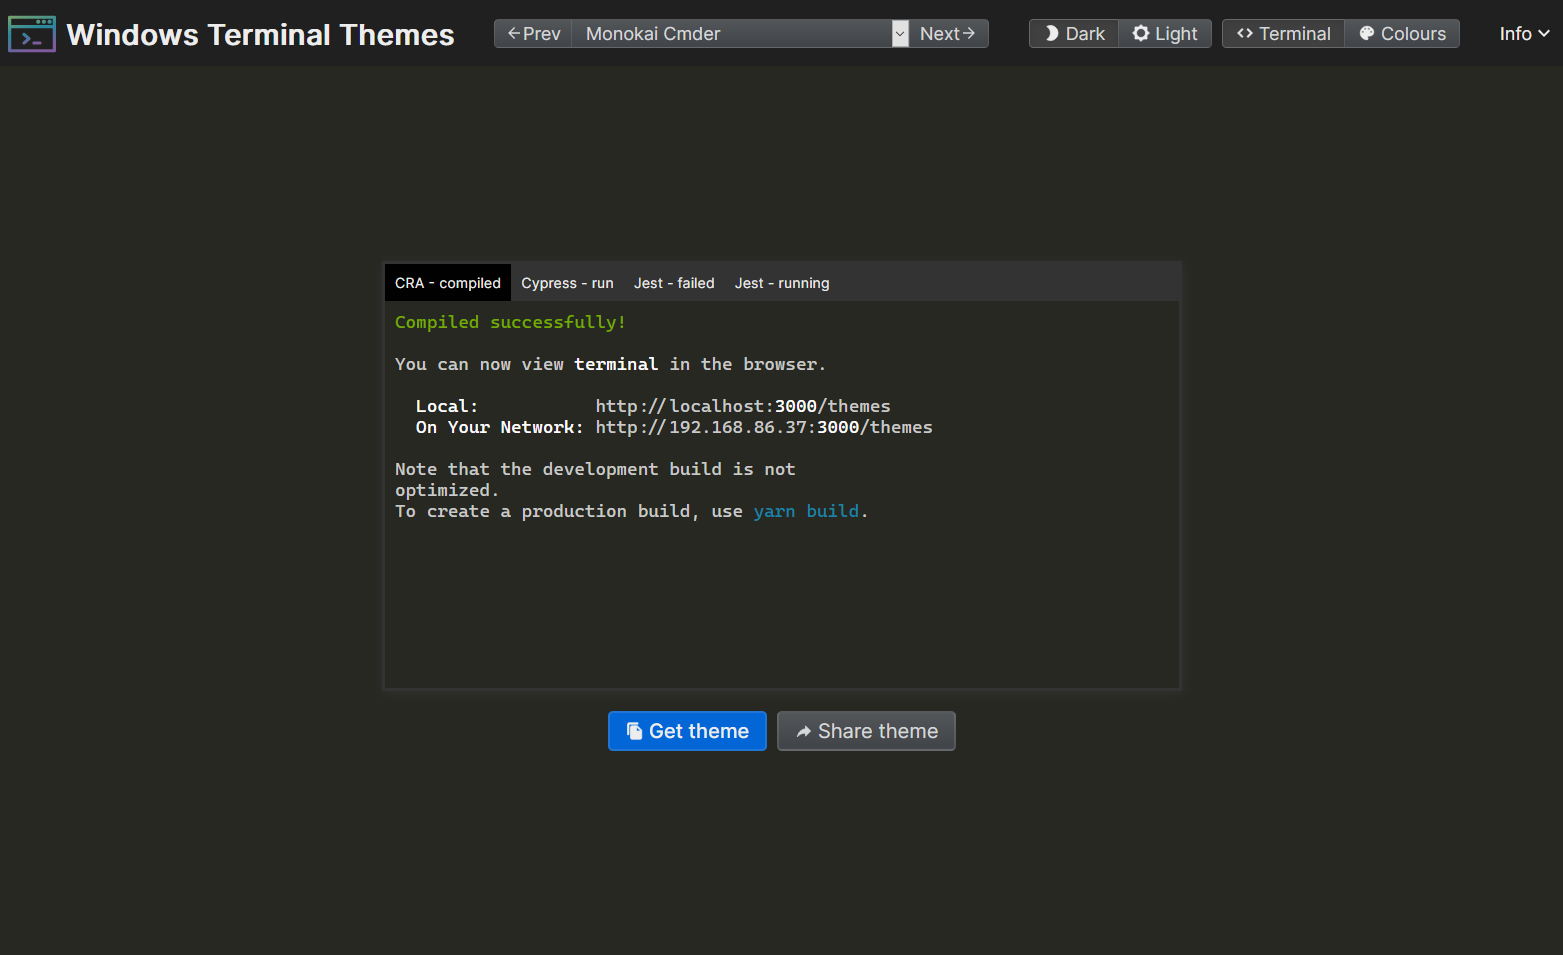 Windows Terminal Themes
←Prev
Monokai Cmder
Next→
Dark
Light
Terminal
Colours
Info
CRA - compiled
Cypress - run
Jest - failed
Jest - running
Compiled successfully!
You can now view terminal in the browser.
Local: http://localhost:3000/themes
On Your Network: http://192.168.86.37:3000/themes
Note that the development build is not
optimized.
To create a production build, use yarn build.
Get theme
Share theme